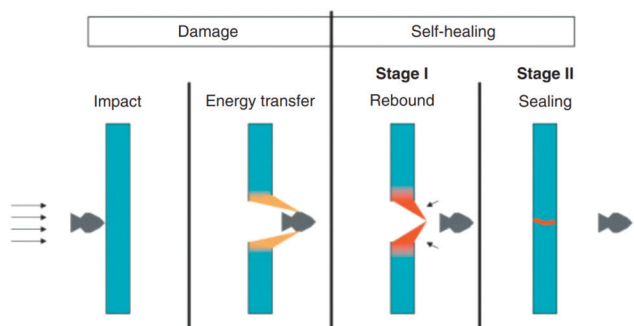 Damage
Self-healing
Stage I
Stage II
Impact
Energy transfer
Rebound
Sealing